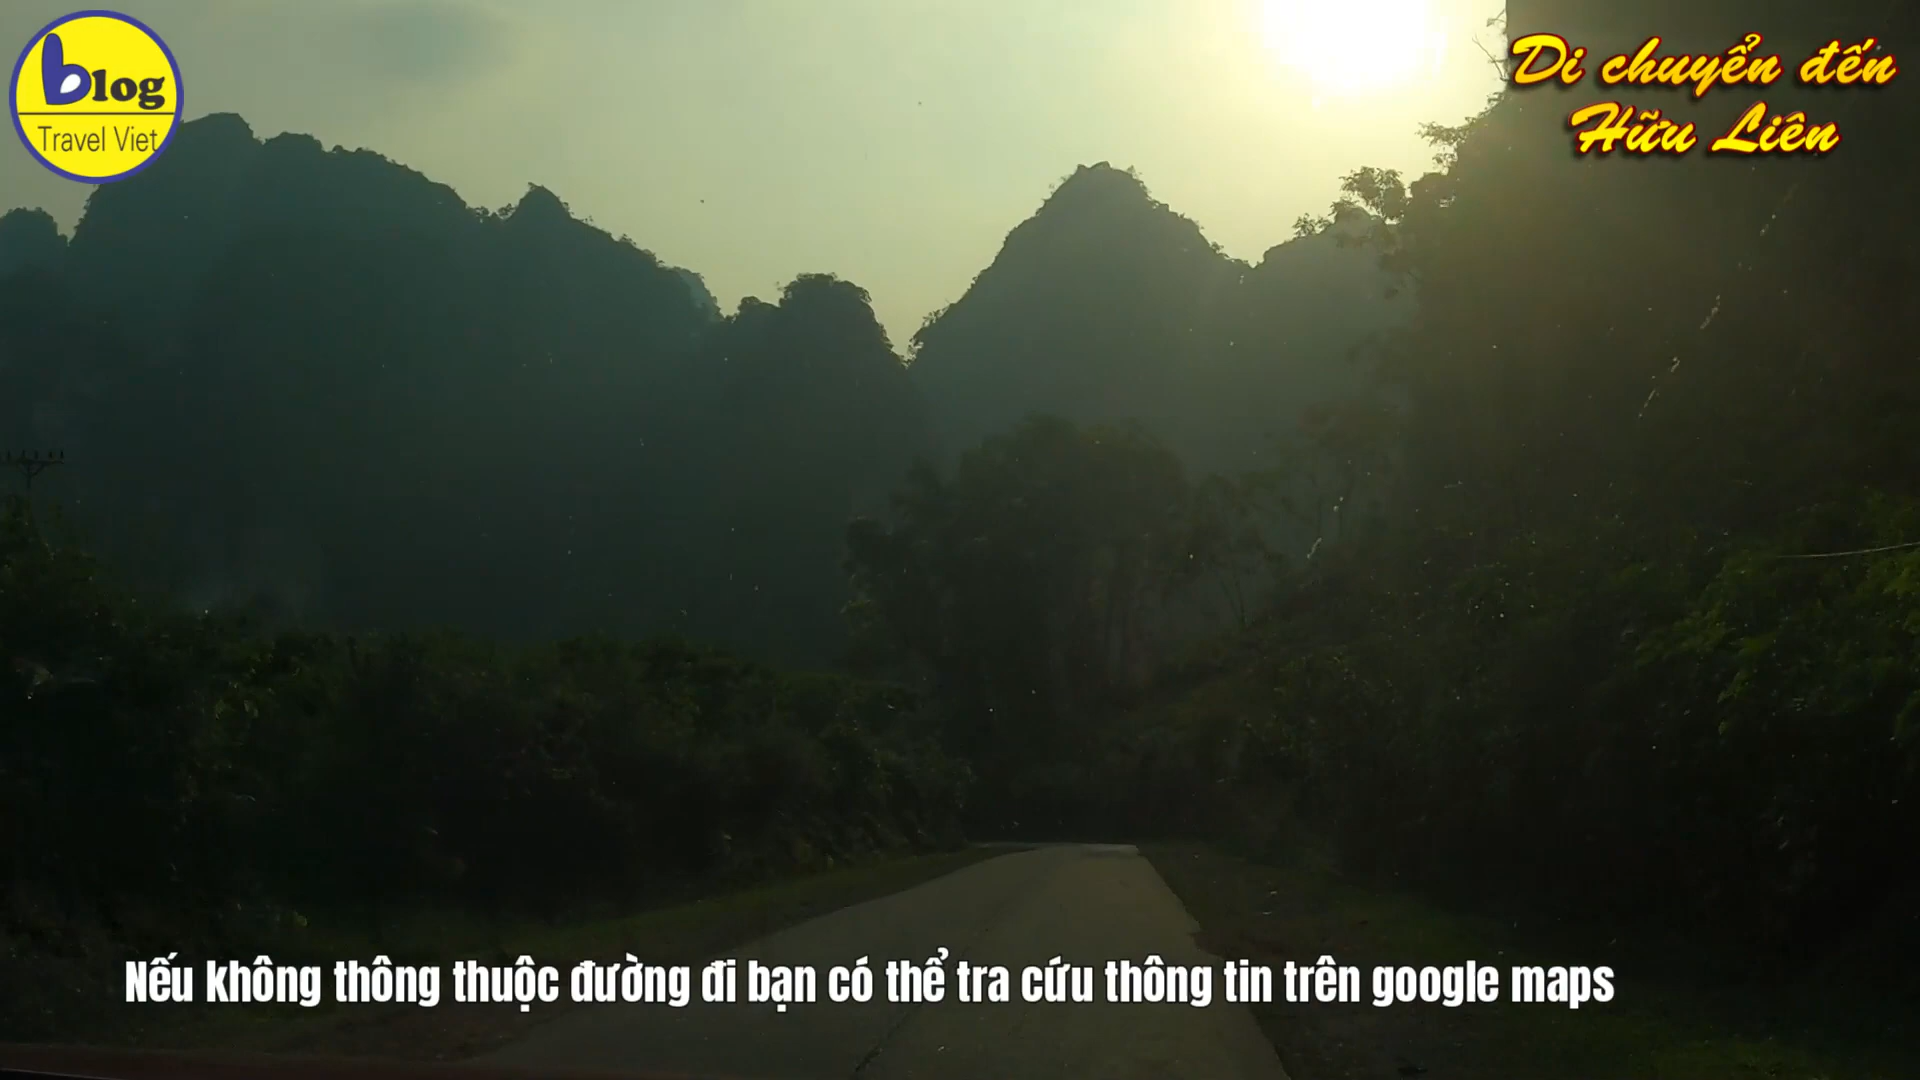 blog
Travel Viet
Di chuyển đến
Hữu Liên
Nếu không thông thuộc đường đi bạn có thể tra cứu thông tin trên google maps